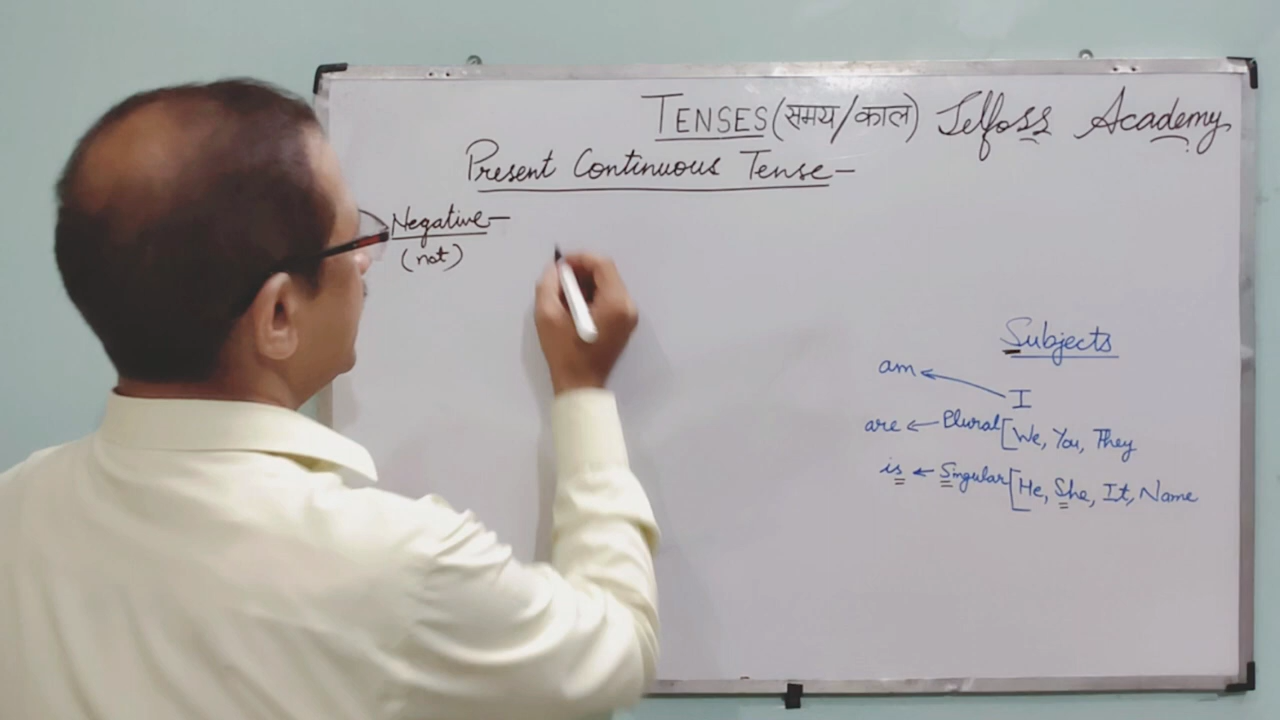 TENSES (समय/काल) Jelfoss Academy
Present Continuous Tense-
Negative-
(not)
Subjects
am ← I
are ← Plural [We, You, They
is ← Singular [He, She, It, Name